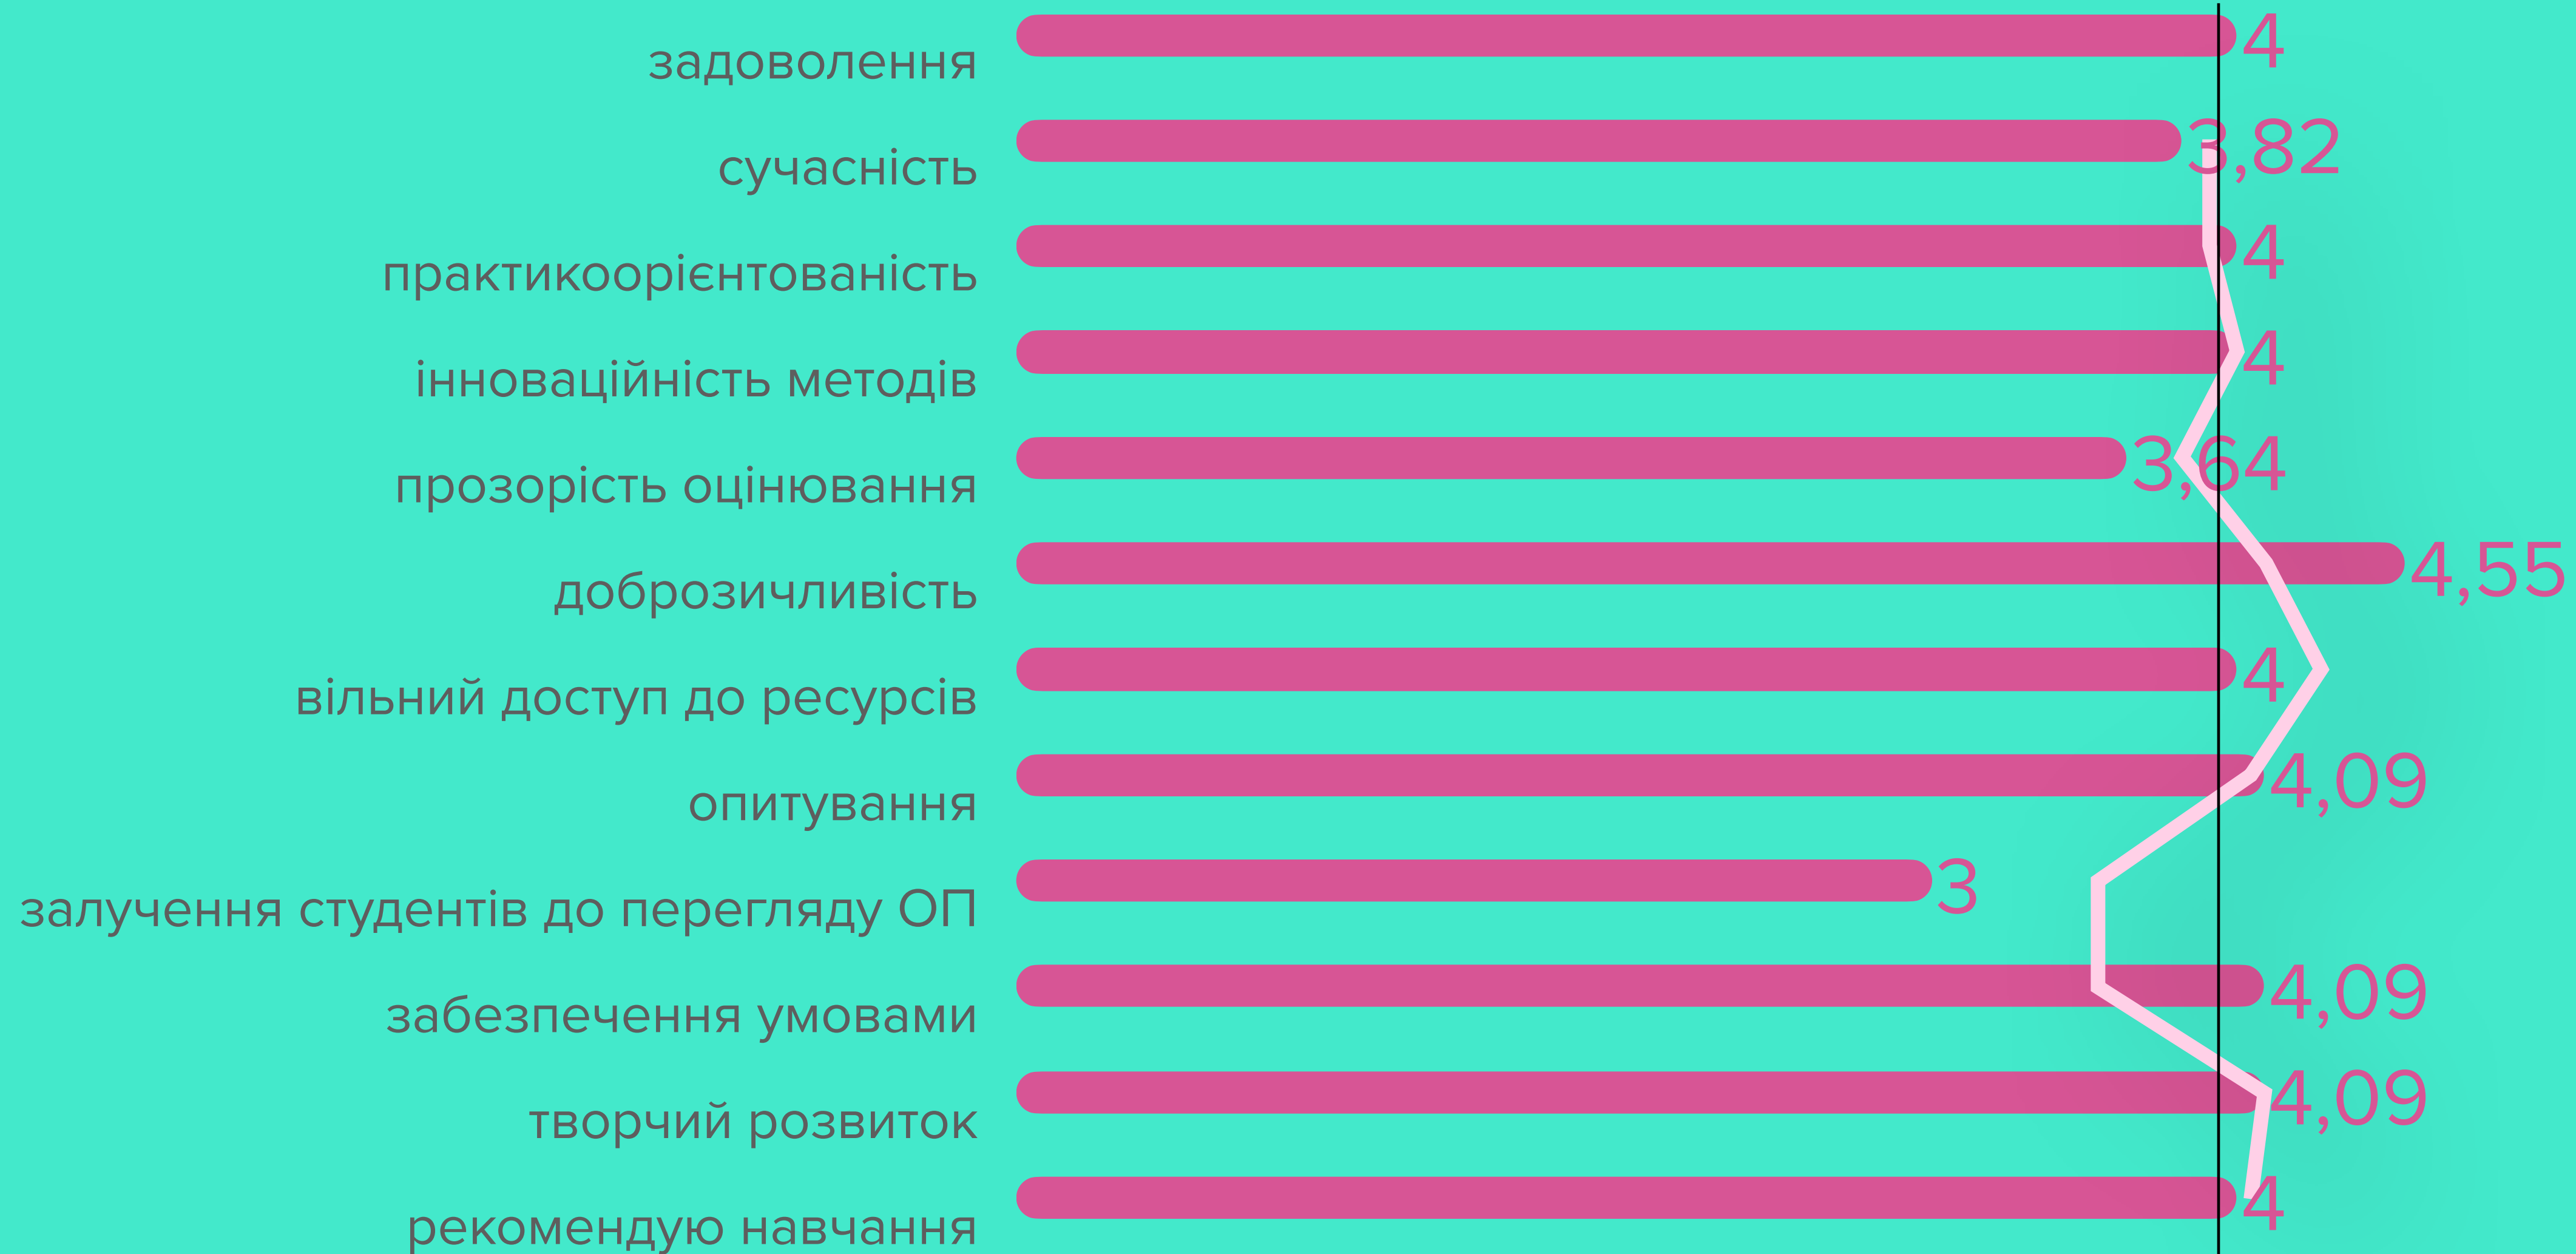 задоволення 4
сучасність 3,82
практикоорієнтованість 4
інноваційність методів 4
прозорість оцінювання 3,64
доброзичливість 4,55
вільний доступ до ресурсів 4
опитування 4,09
залучення студентів до перегляду ОП 3
забезпечення умовами 4,09
творчий розвиток 4,09
рекомендую навчання 4